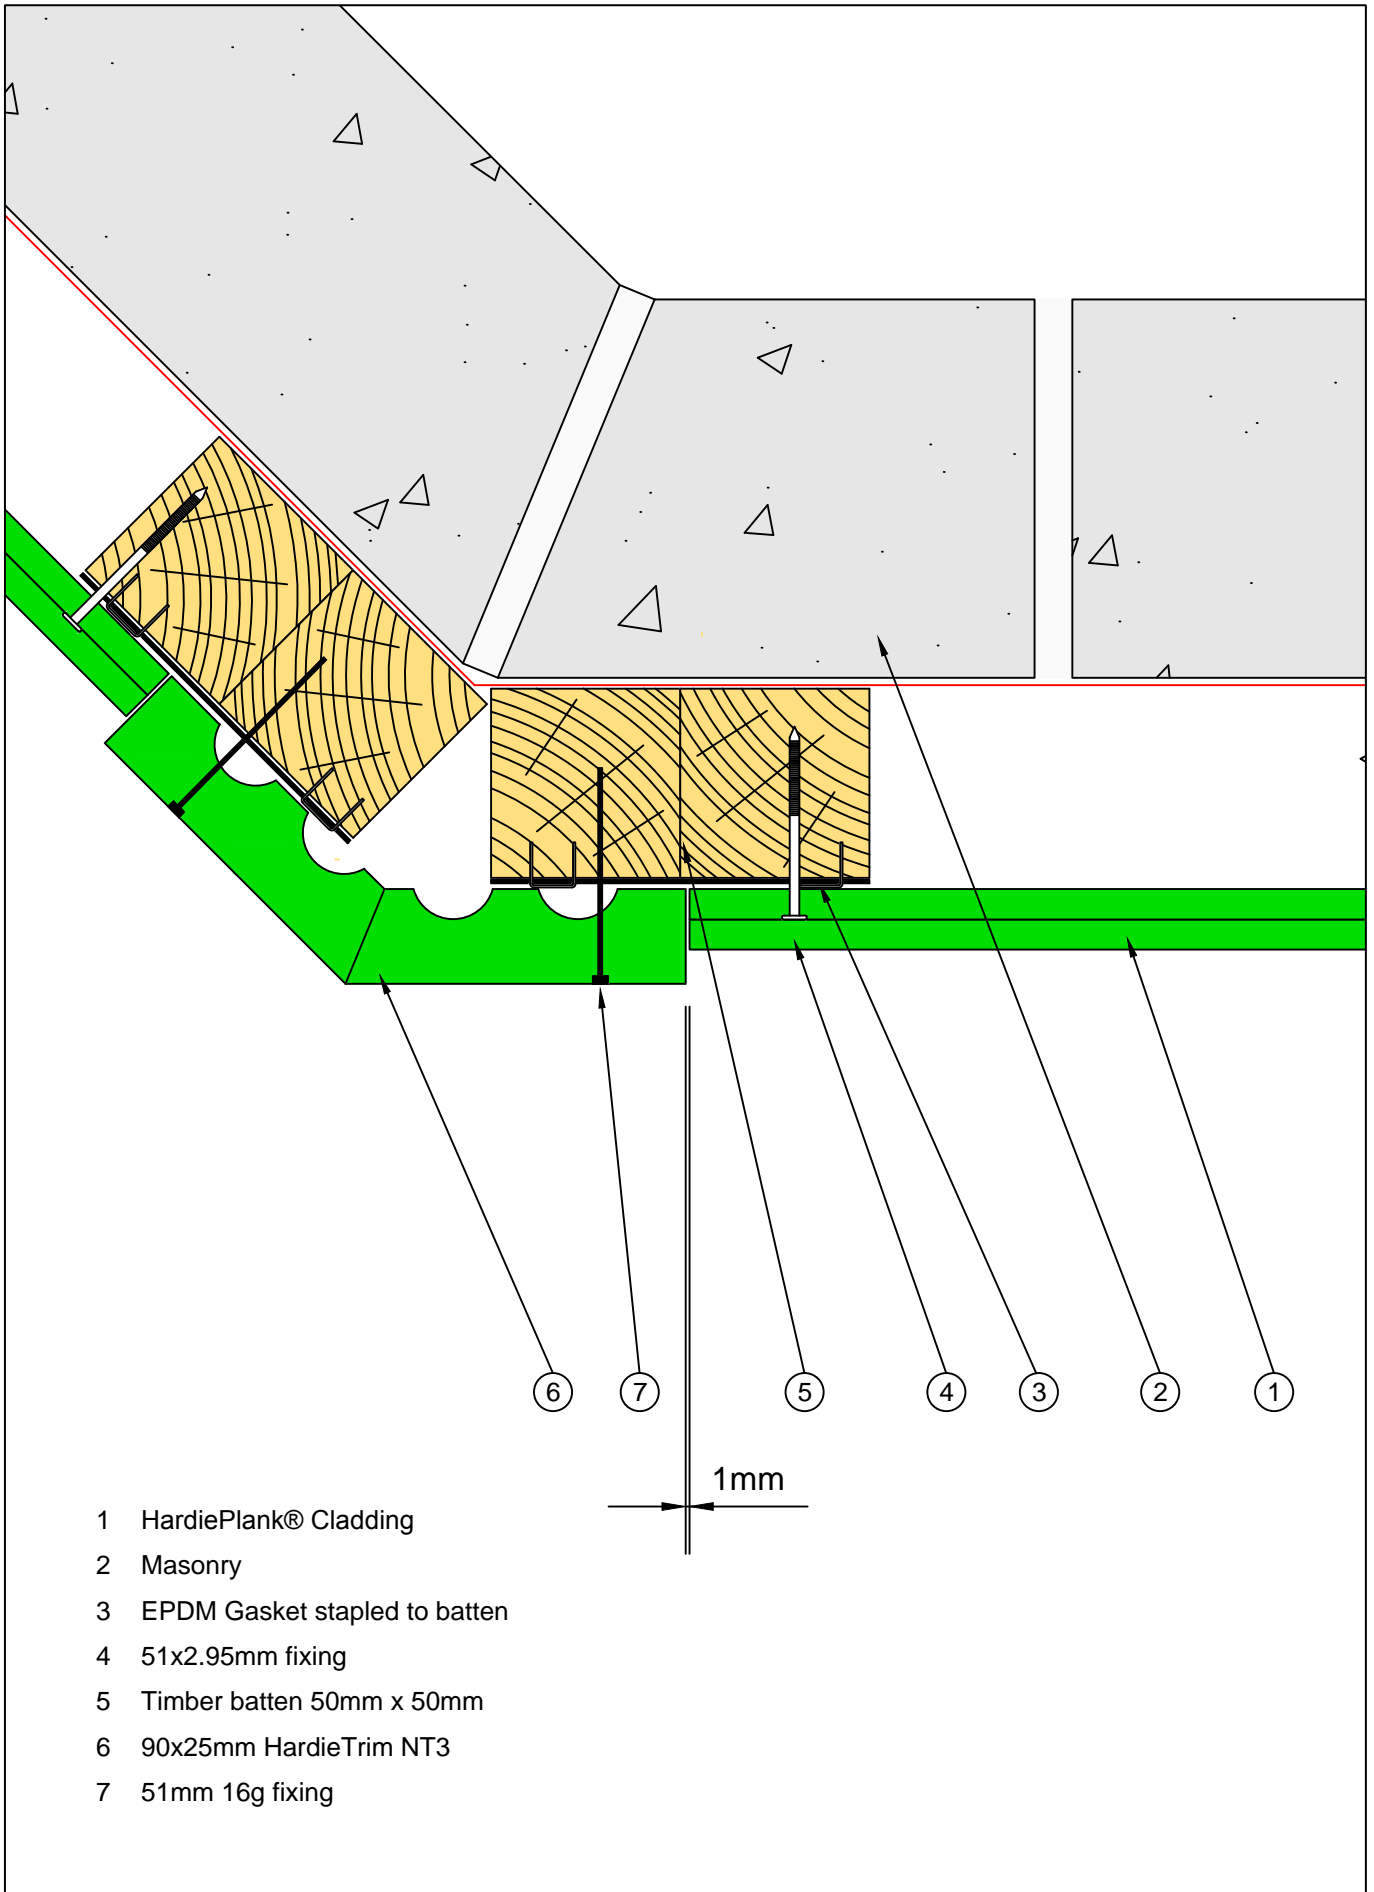 6 7 5 4 3 2 1
1mm
1 HardiePlank® Cladding
2 Masonry
3 EPDM Gasket stapled to batten
4 51x2.95mm fixing
5 Timber batten 50mm x 50mm
6 90x25mm HardieTrim NT3
7 51mm 16g fixing